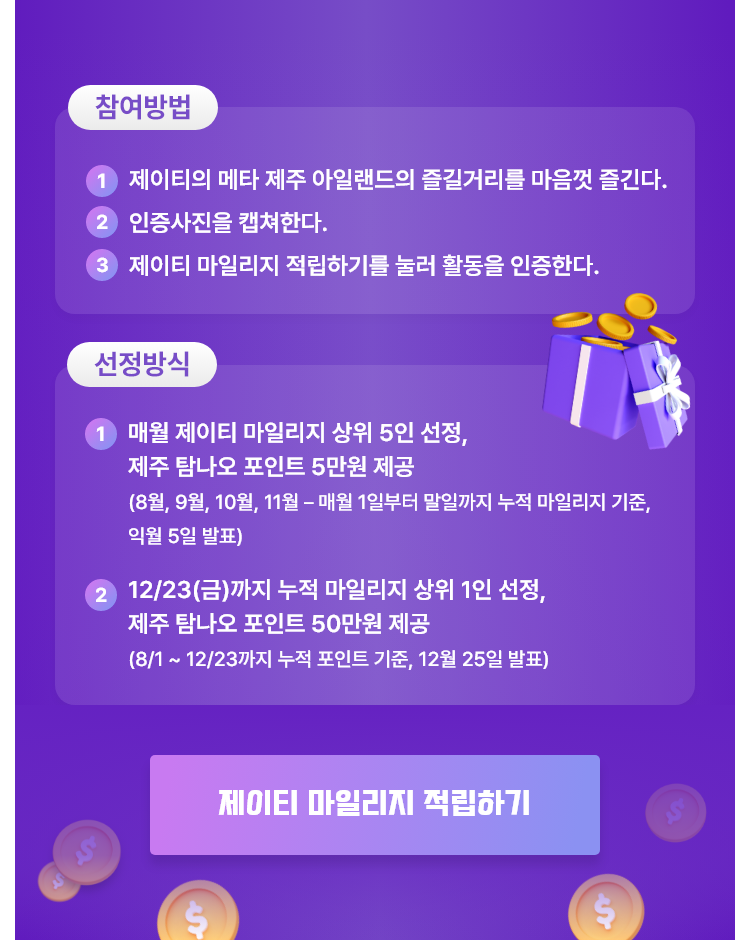 참여방법
1 제이티의 메타 제주 아일랜드의 즐길거리를 마음껏 즐긴다.
2 인증사진을 캡쳐한다.
3 제이티 마일리지 적립하기를 눌러 활동을 인증한다.
선정방식
1 매월 제이티 마일리지 상위 5인 선정,
제주 탐나오 포인트 5만원 제공
(8월, 9월, 10월, 11월 – 매월 1일부터 말일까지 누적 마일리지 기준,
익월 5일 발표)
2 12/23(금)까지 누적 마일리지 상위 1인 선정,
제주 탐나오 포인트 50만원 제공
(8/1 ~ 12/23까지 누적 포인트 기준, 12월 25일 발표)
제이티 마일리지 적립하기
$
$
$
$
$